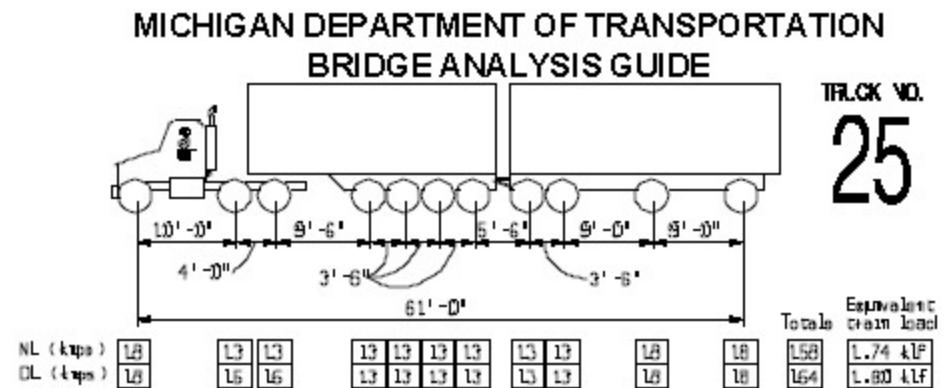 MICHIGAN DEPARTMENT OF TRANSPORTATION
BRIDGE ANALYSIS GUIDE
TRUCK NO.
25
10'-0" 9'-6" 5'-6" 9'-0" 9'-0"
4'-0" 3'-6" 3'-6"
61'-0"
Totals Equivalent train load
NL (kips) 18 13 13 13 13 13 13 13 13 18 18 158 1.74 klf
DL (kips) 18 16 16 13 13 13 13 13 13 18 18 164 1.80 klf